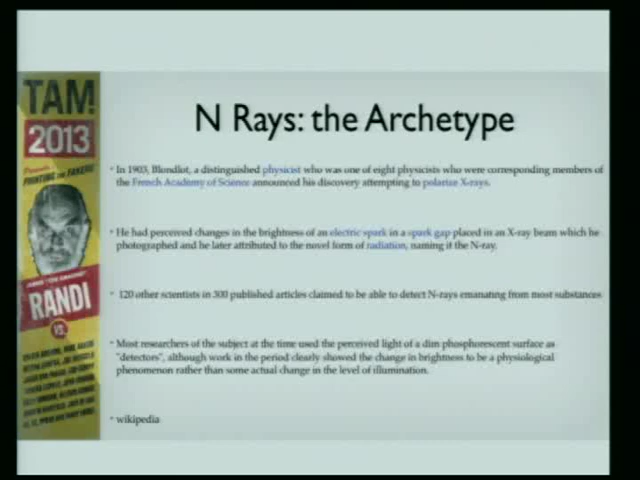 TAM!
2013
FIGHTING THE FAKERS!
RANDI
VS.
N Rays: the Archetype
• In 1903, Blondlot, a distinguished physicist who was one of eight physicists who were corresponding members of
the French Academy of Science announced his discovery attempting to polarize X-rays.
• He had perceived changes in the brightness of an electric spark in a spark gap placed in an X-ray beam which he
photographed and he later attributed to the novel form of radiation, naming it the N-ray.
• 120 other scientists in 300 published articles claimed to be able to detect N-rays emanating from most substances
• Most researchers of the subject at the time used the perceived light of a dim phosphorescent surface as
"detectors", although work in the period clearly showed the change in brightness to be a physiological
phenomenon rather than some actual change in the level of illumination.
• wikipedia